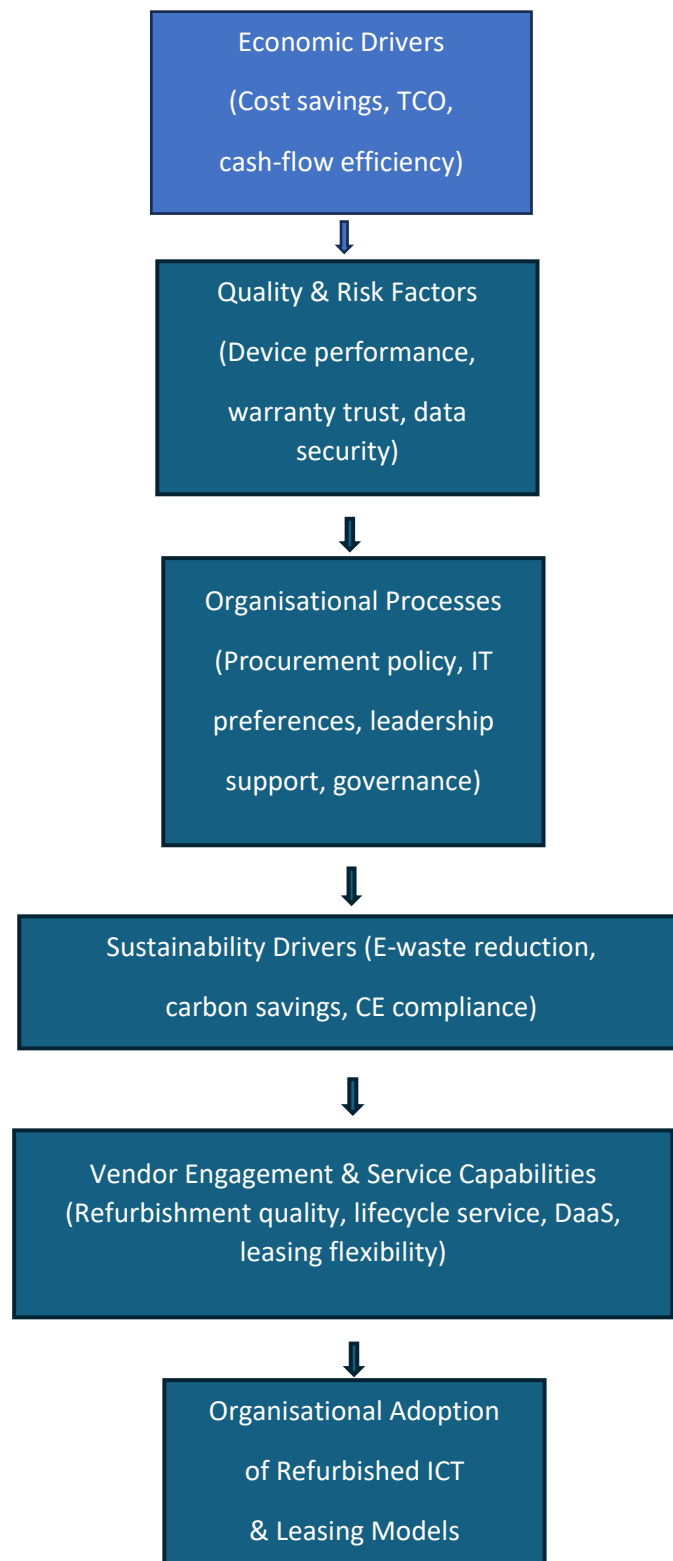 Economic Drivers
(Cost savings, TCO,
cash-flow efficiency)
Quality & Risk Factors
(Device performance,
warranty trust, data
security)
Organisational Processes
(Procurement policy, IT
preferences, leadership
support, governance)
Sustainability Drivers (E-waste reduction,
carbon savings, CE compliance)
Vendor Engagement & Service Capabilities
(Refurbishment quality, lifecycle service, DaaS,
leasing flexibility)
Organisational Adoption
of Refurbished ICT
& Leasing Models